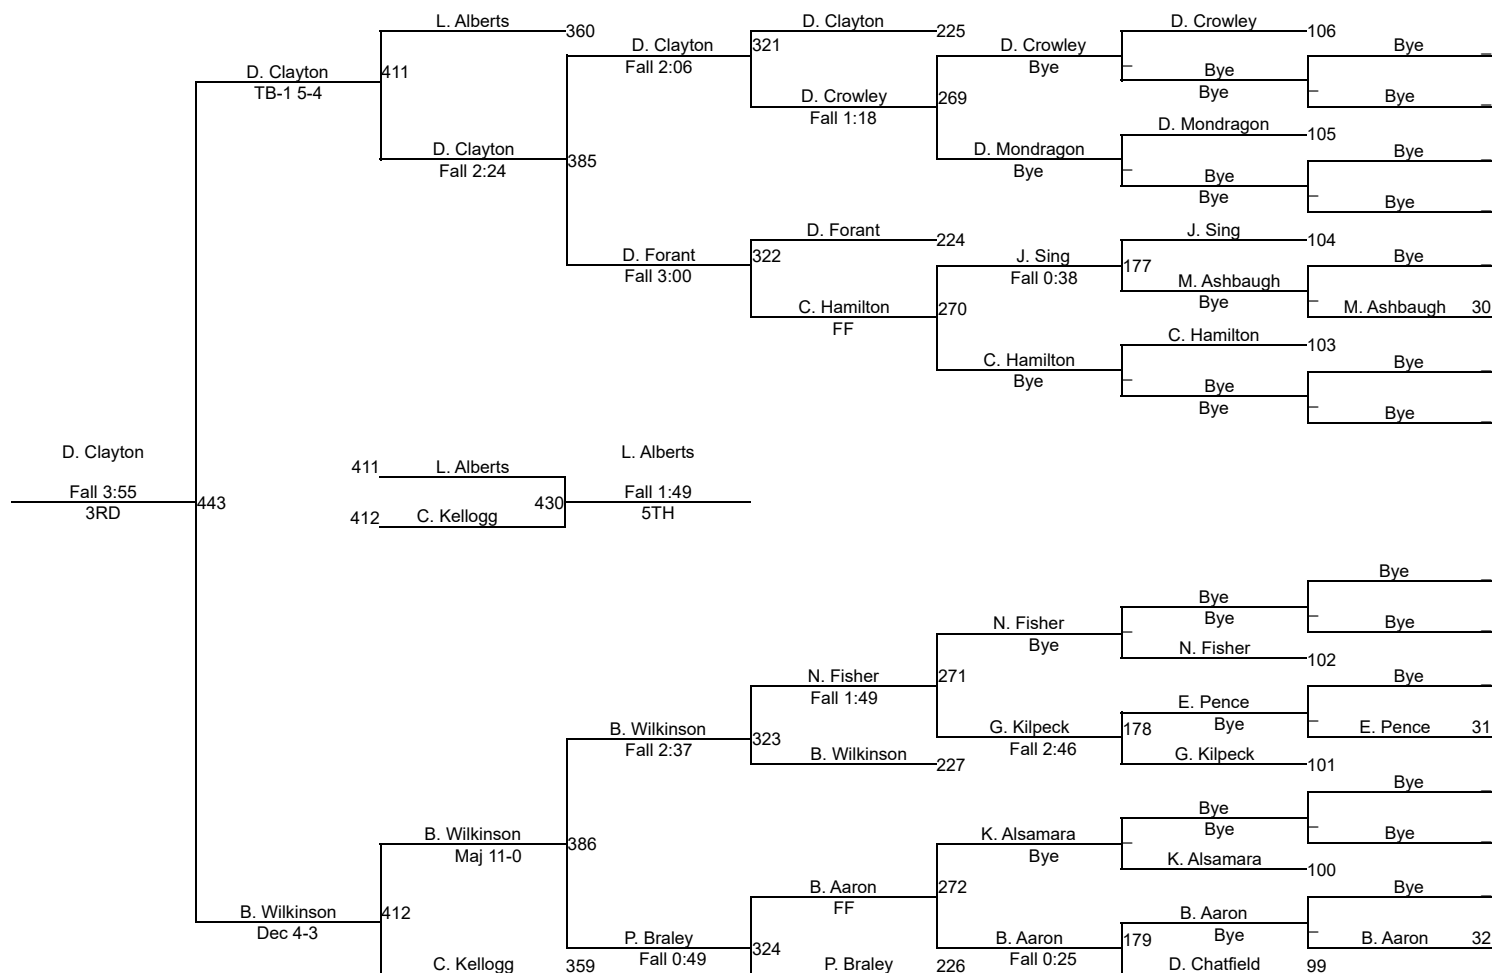 L. Alberts 360
D. Clayton 225
D. Crowley 106
D. Clayton 321
Fall 2:06
D. Crowley
Bye
Bye
D. Clayton 411
TB-1 5-4
Bye
Bye
D. Crowley 269
Fall 1:18
Bye
D. Mondragon 105
D. Clayton 385
Fall 2:24
D. Mondragon
Bye
Bye
Bye
Bye
Bye
D. Forant 224
J. Sing 104
D. Forant 322
Fall 3:00
J. Sing 177
Fall 0:38
Bye
M. Ashbaugh
Bye
C. Hamilton 270
FF
M. Ashbaugh 30
C. Hamilton 103
C. Hamilton
Bye
Bye
Bye
Bye
Bye
D. Clayton
Fall 3:55 443
3RD
411 L. Alberts
412 C. Kellogg
430
L. Alberts
Fall 1:49
5TH
Bye
Bye
Bye
Bye
N. Fisher
Bye
N. Fisher 102
N. Fisher 271
Fall 1:49
Bye
E. Pence
Bye
E. Pence 31
B. Wilkinson 323
Fall 2:37
G. Kilpeck 178
Fall 2:46
B. Wilkinson 227
G. Kilpeck 101
Bye
Bye
Bye
Bye
B. Wilkinson 386
Maj 11-0
K. Alsamara
Bye
K. Alsamara 100
B. Aaron 272
FF
Bye
B. Wilkinson 412
Dec 4-3
B. Aaron
Bye
P. Braley 324
Fall 0:49
B. Aaron 179
Fall 0:25
B. Aaron 32
C. Kellogg 359
P. Braley 226
D. Chatfield 99